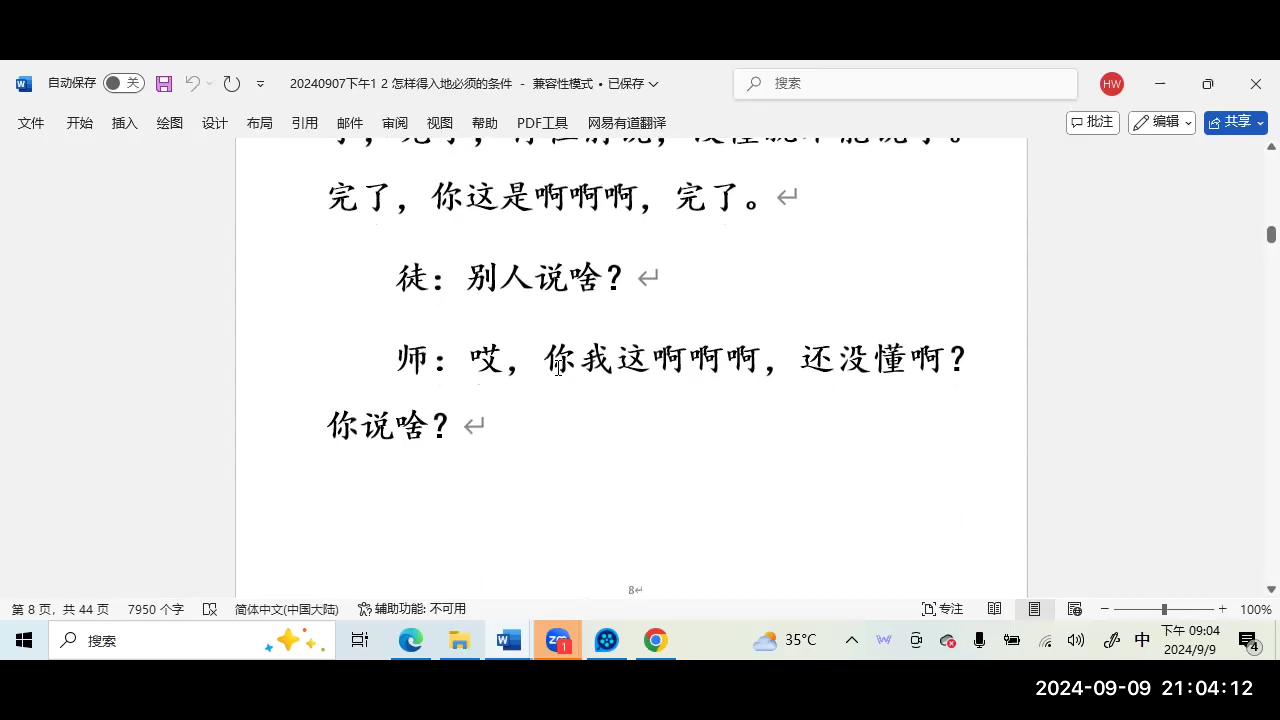 自动保存 关 20240907下午1 2 怎样得入地必须的条件 - 兼容性模式 • 已保存 搜索 HW
文件 开始 插入 绘图 设计 布局 引用 邮件 审阅 视图 帮助 PDF工具 网易有道翻译 批注 编辑 共享
完了，你这是啊啊啊，完了。
徒：别人说啥？
师：哎，你我这啊啊啊，还没懂啊？
你说啥？
8
第 8 页，共 44 页 7950 个字 简体中文(中国大陆) 辅助功能: 不可用 专注 100%
搜索 35°C 中 下午 09:04
2024/9/9
2024-09-09 21:04:12